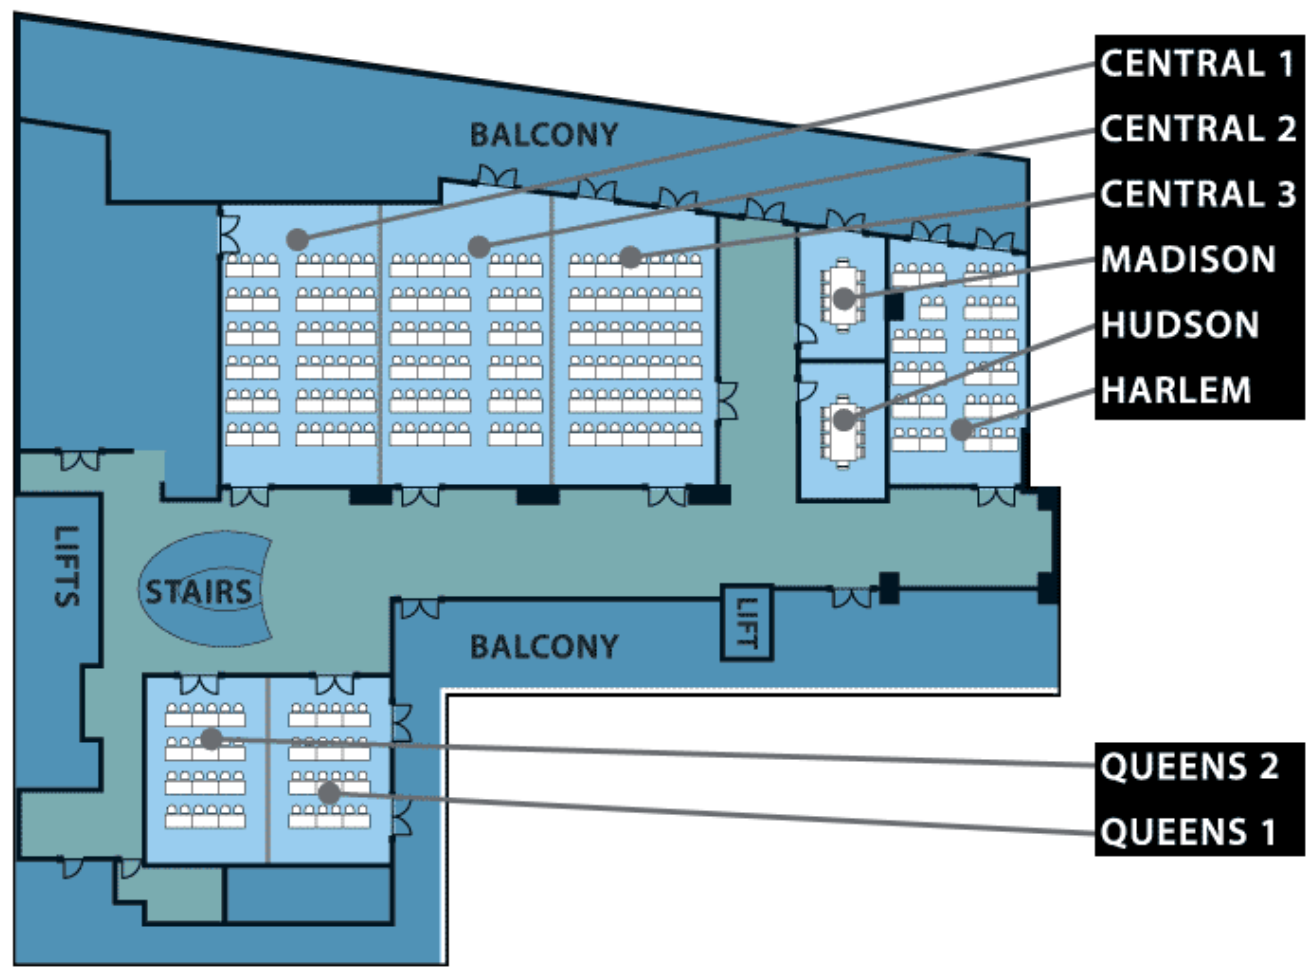 BALCONY
CENTRAL 1
CENTRAL 2
CENTRAL 3
MADISON
HUDSON
HARLEM
LIFTS
STAIRS
LIFT
BALCONY
QUEENS 2
QUEENS 1